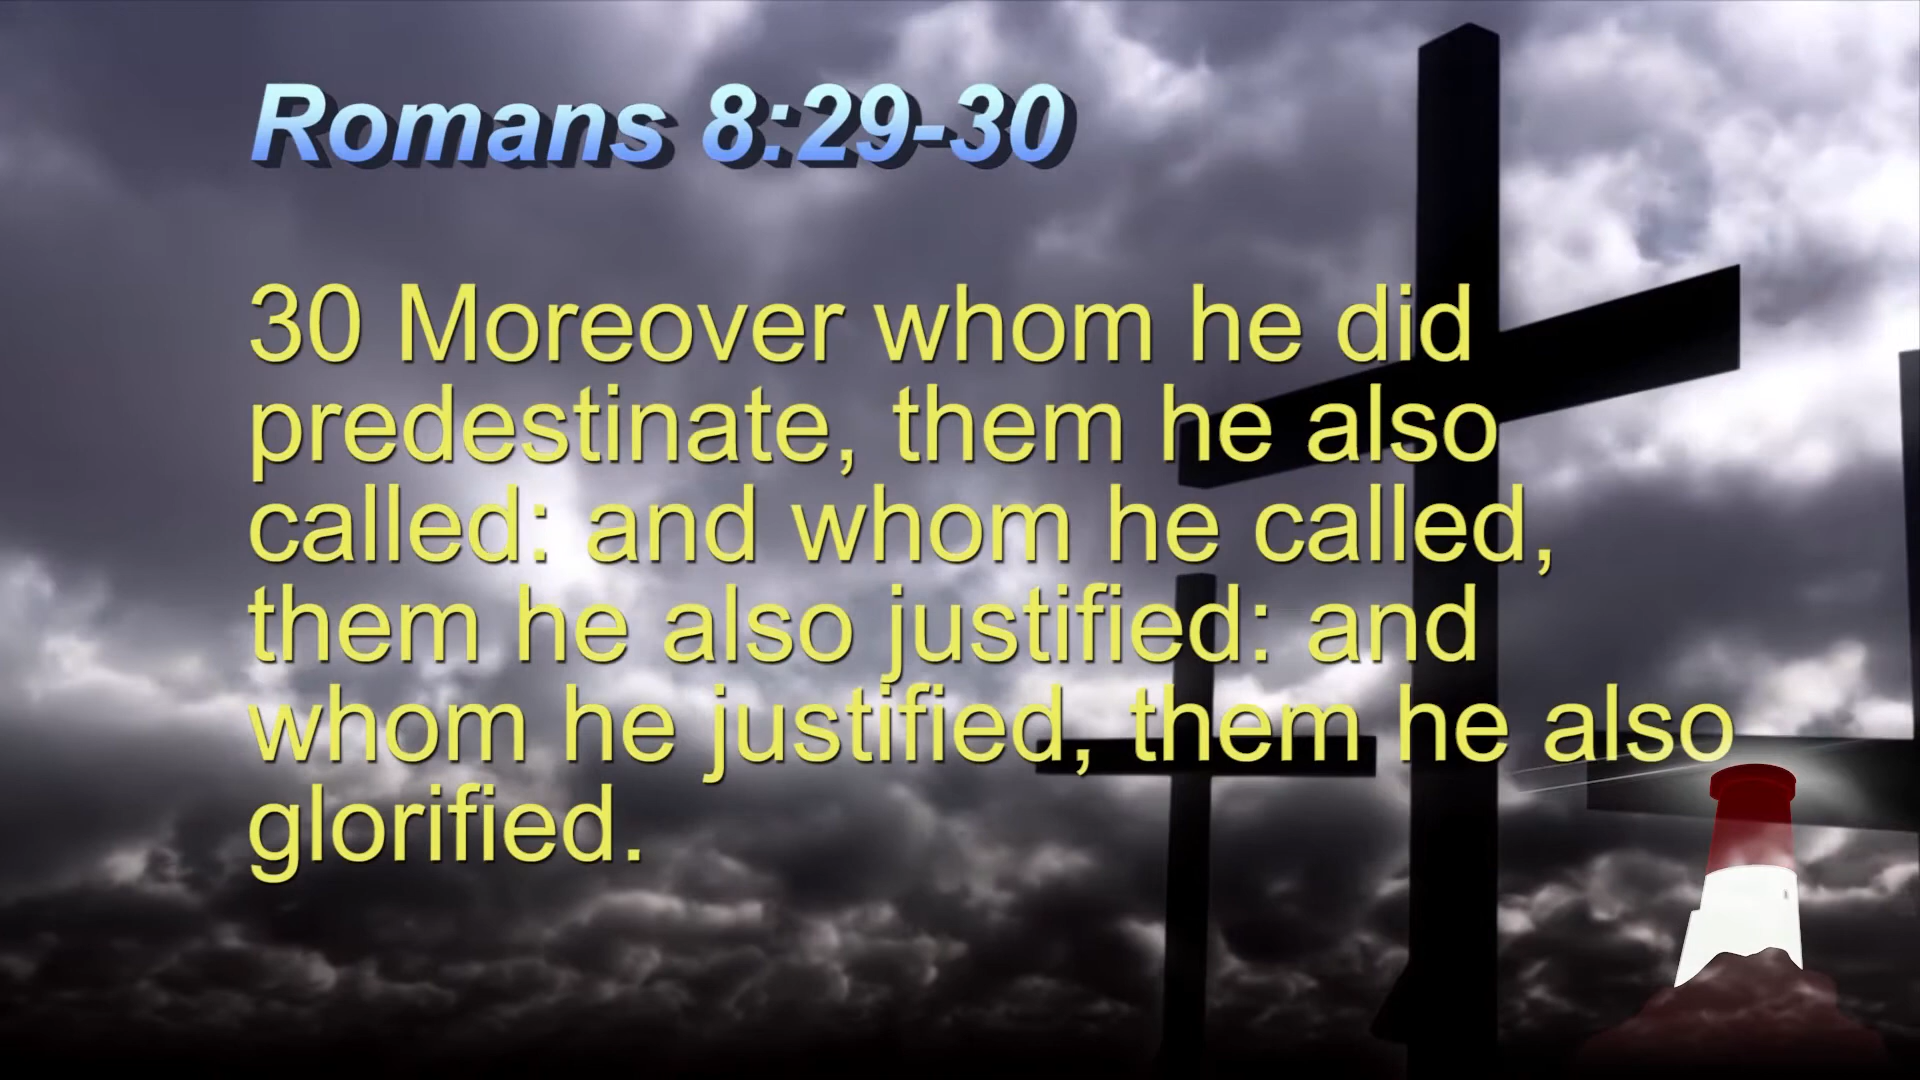 Romans 8:29-30
30 Moreover whom he did
predestinate, them he also
called: and whom he called,
them he also justified: and
whom he justified, them he also
glorified.